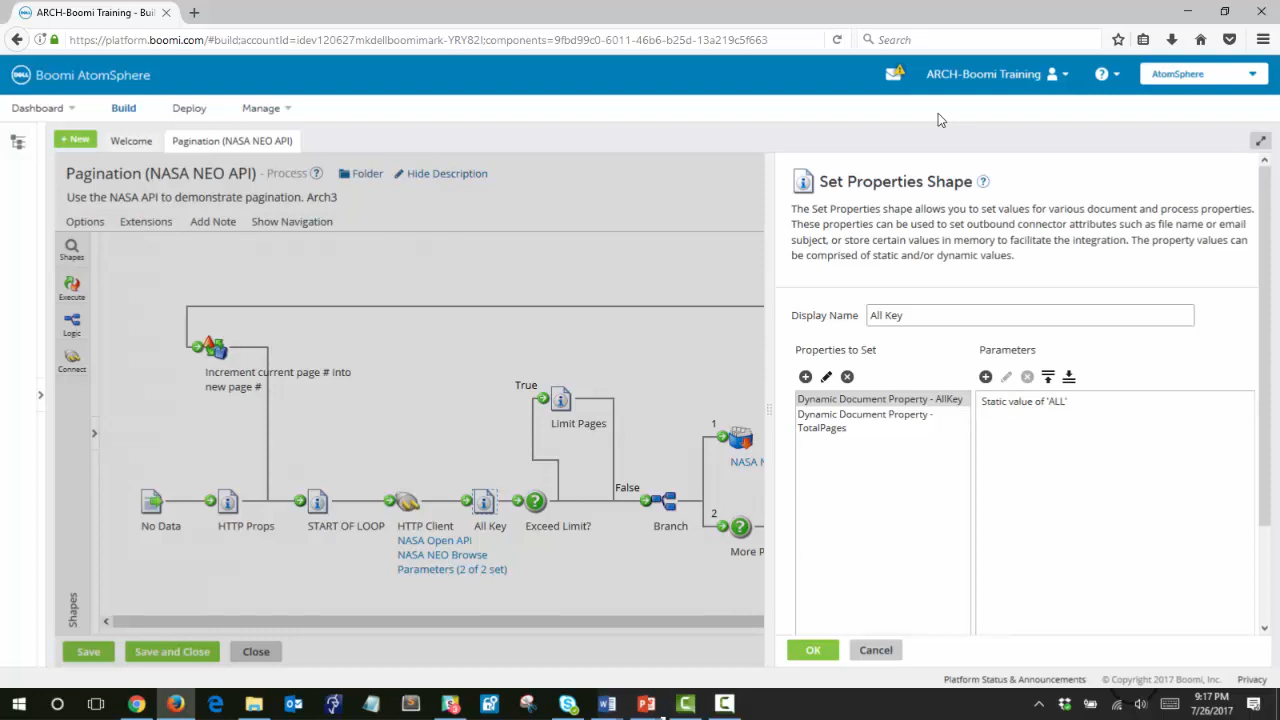 ARCH-Boomi Training - Buil
https://platform.boomi.com/#build;accountId=idev120627mkdellboomimark-YRY82I;components=9fbd99c0-6011-46b6-b25d-13a219c5f663
Search
DELL
Boomi AtomSphere
ARCH-Boomi Training
AtomSphere
Dashboard
Build
Deploy
Manage
+ New
Welcome
Pagination (NASA NEO API)
Pagination (NASA NEO API) - Process
Folder
Hide Description
Use the NASA API to demonstrate pagination. Arch3
Options
Extensions
Add Note
Show Navigation
Shapes
Execute
Logic
Connect
Shapes
Increment current page # into
new page #
True
Limit Pages
1
NASA N
False
No Data
HTTP Props
START OF LOOP
HTTP Client
All Key
Exceed Limit?
Branch
2
More P
NASA Open API
NASA NEO Browse
Parameters (2 of 2 set)
Save
Save and Close
Close
Set Properties Shape
The Set Properties shape allows you to set values for various document and process properties.
These properties can be used to set outbound connector attributes such as file name or email
subject, or store certain values in memory to facilitate the integration. The property values can
be comprised of static and/or dynamic values.
Display Name
All Key
Properties to Set
Parameters
Dynamic Document Property - AllKey
Dynamic Document Property -
TotalPages
Static value of 'ALL'
OK
Cancel
Platform Status & Announcements
© Copyright 2017 Boomi, Inc.
Privacy
9:17 PM
7/26/2017